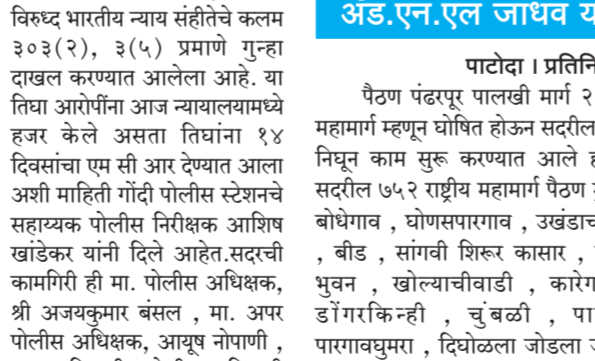 विरुध्द भारतीय न्याय संहीतेचे कलम
३०३(२), ३(५) प्रमाणे गुन्हा
दाखल करण्यात आलेला आहे. या
तिघा आरोपींना आज न्यायालयामध्ये
हजर केले असता तिघांना १४
दिवसांचा एम सी आर देण्यात आला
अशी माहिती गोंदी पोलीस स्टेशनचे
सहाय्यक पोलीस निरीक्षक आशिष
खांडेकर यांनी दिले आहेत.सदरची
कामगिरी ही मा. पोलीस अधिक्षक,
श्री अजयकुमार बंसल , मा. अपर
पोलीस अधिक्षक, आयूष नोपाणी ,
अॅड.एन.एल जाधव य
पाटोदा । प्रतिनि
पैठण पंढरपूर पालखी मार्ग २
महामार्ग म्हणून घोषित होऊन सदरील
निघून काम सुरू करण्यात आले ह
सदरील ७५२ राष्ट्रीय महामार्ग पैठण
बोधेगाव , घोणसपारगाव , उखंडाच
, बीड , सांगवी शिरूर कासार ,
भुवन , खोल्याचीवाडी , कारेग
डोंगरकिन्ही , चुंबळी , पा
पारगावघुमरा , दिघोळला जोडला ज